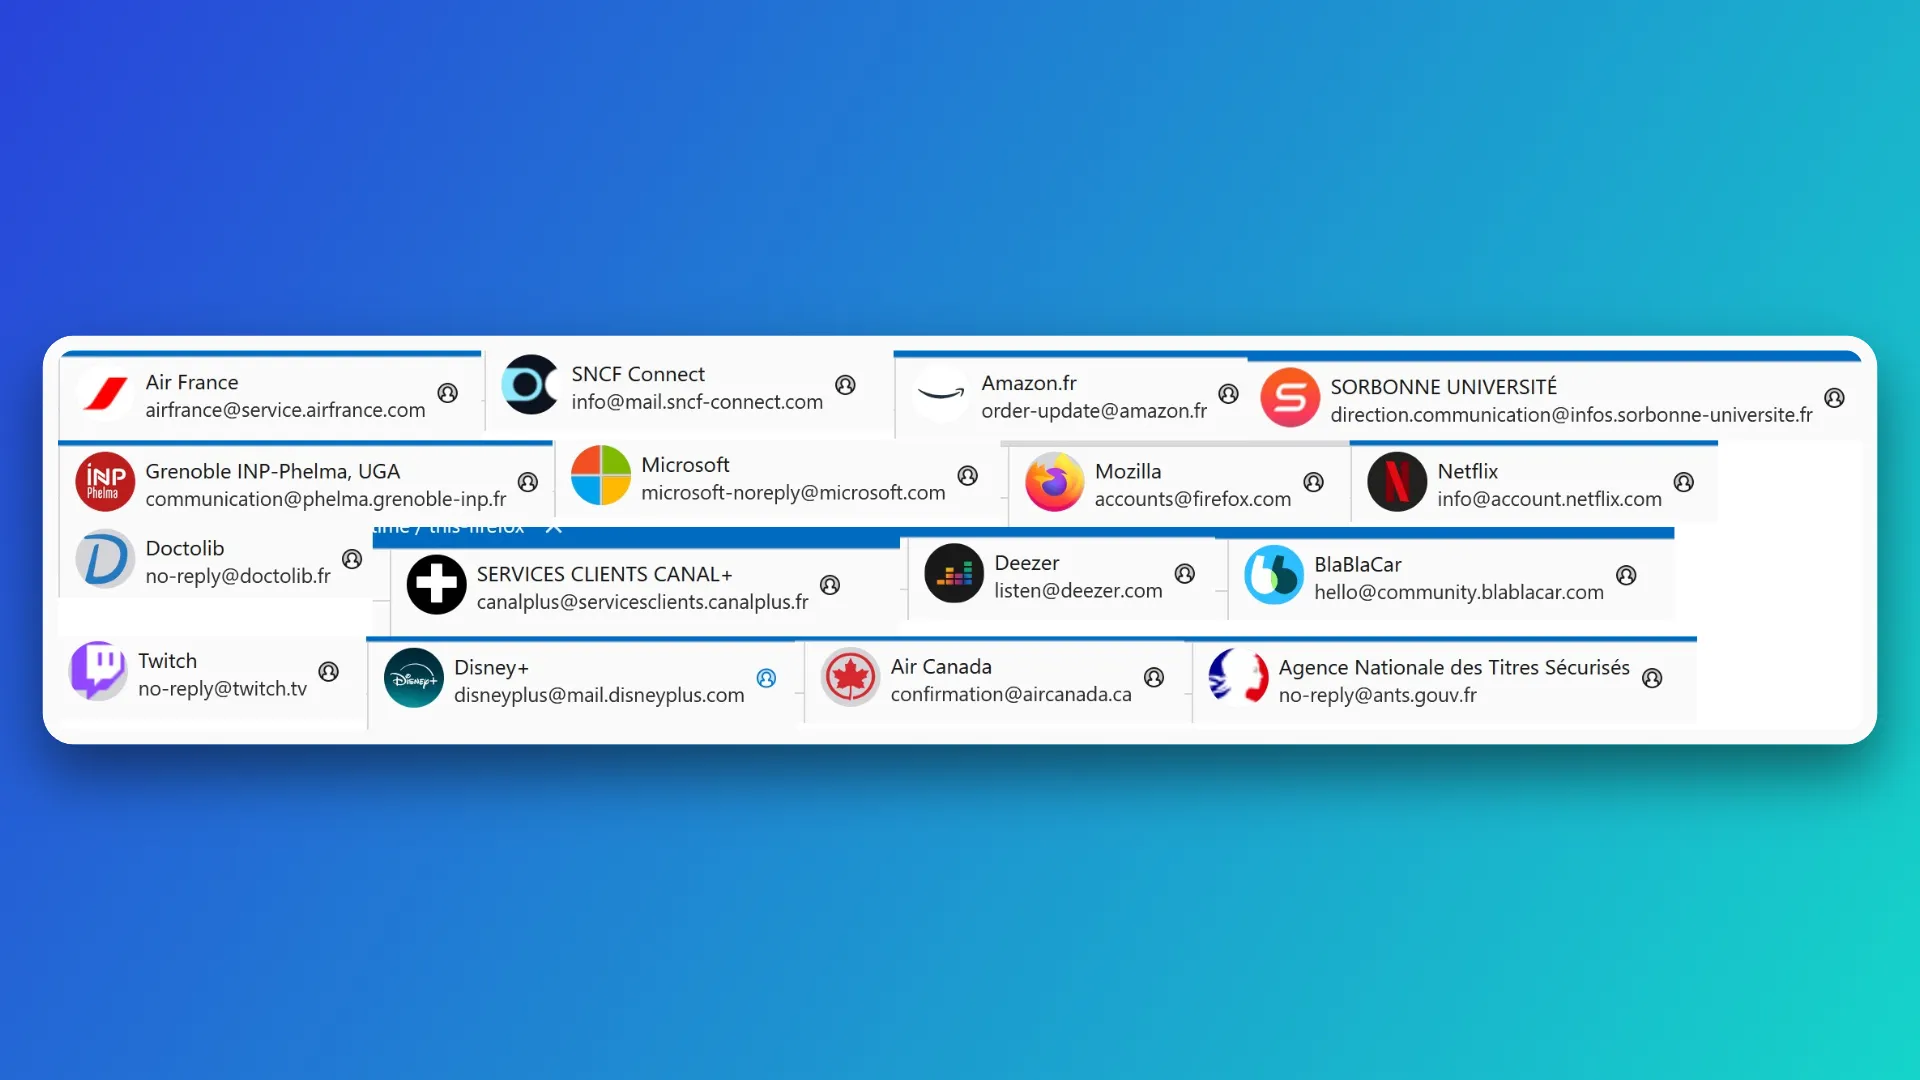 Air France
airfrance@service.airfrance.com
SNCF Connect
info@mail.sncf-connect.com
Amazon.fr
order-update@amazon.fr
SORBONNE UNIVERSITÉ
direction.communication@infos.sorbonne-universite.fr
iNP
Phelma
Grenoble INP-Phelma, UGA
communication@phelma.grenoble-inp.fr
Microsoft
microsoft-noreply@microsoft.com
Mozilla
accounts@firefox.com
Netflix
info@account.netflix.com
Doctolib
no-reply@doctolib.fr
time / this-firefox
SERVICES CLIENTS CANAL+
canalplus@servicesclients.canalplus.fr
Deezer
listen@deezer.com
BlaBlaCar
hello@community.blablacar.com
Twitch
no-reply@twitch.tv
Disney+
Disney+
disneyplus@mail.disneyplus.com
Air Canada
confirmation@aircanada.ca
Agence Nationale des Titres Sécurisés
no-reply@ants.gouv.fr